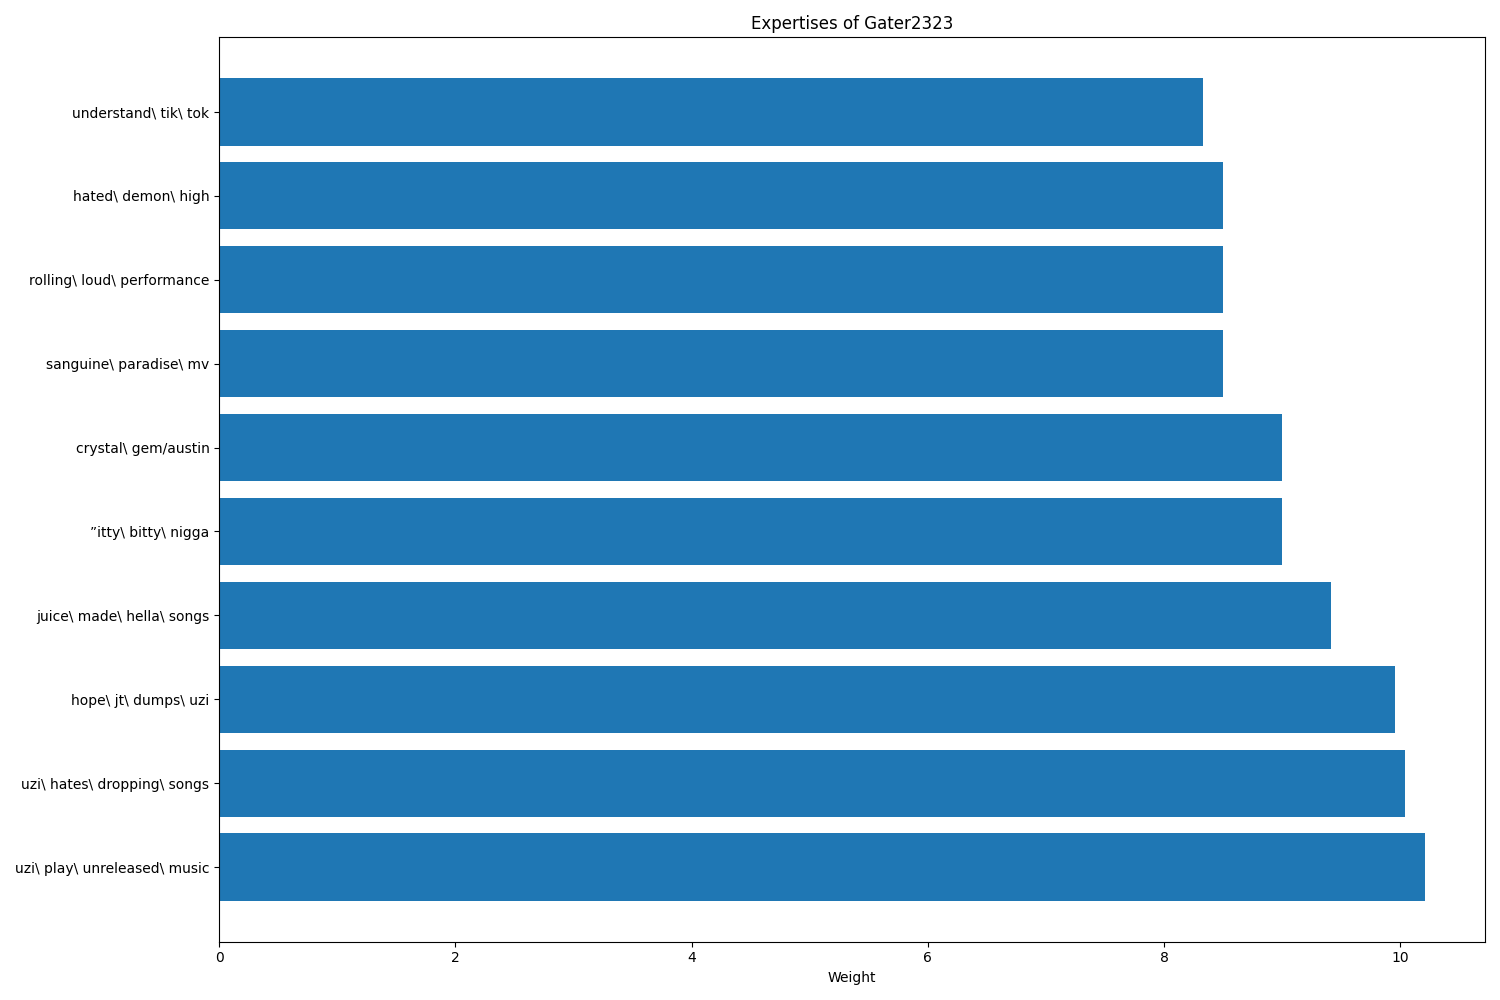 Expertises of Gater2323
understand\ tik\ tok
hated\ demon\ high
rolling\ loud\ performance
sanguine\ paradise\ mv
crystal\ gem/austin
”itty\ bitty\ nigga
juice\ made\ hella\ songs
hope\ jt\ dumps\ uzi
uzi\ hates\ dropping\ songs
uzi\ play\ unreleased\ music
0 2 4 6 8 10
Weight